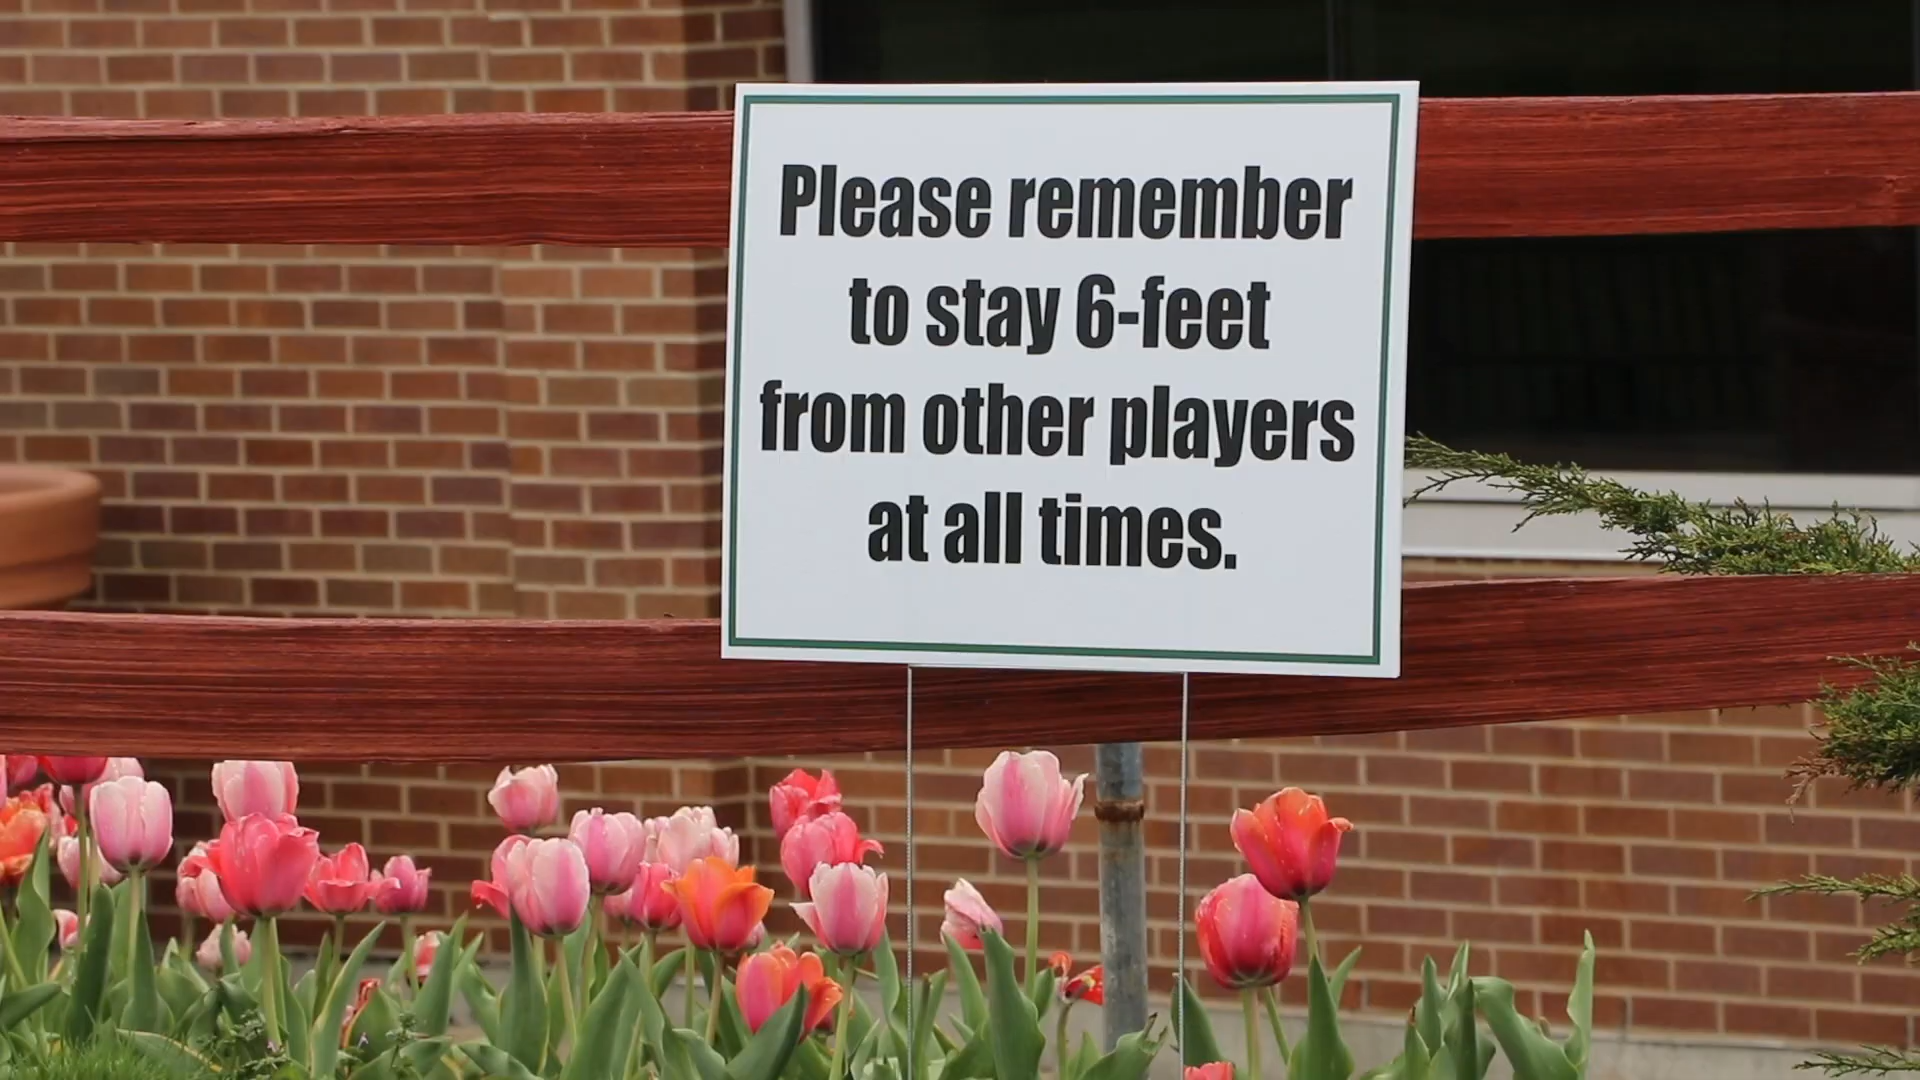 Please remember
to stay 6-feet
from other players
at all times.